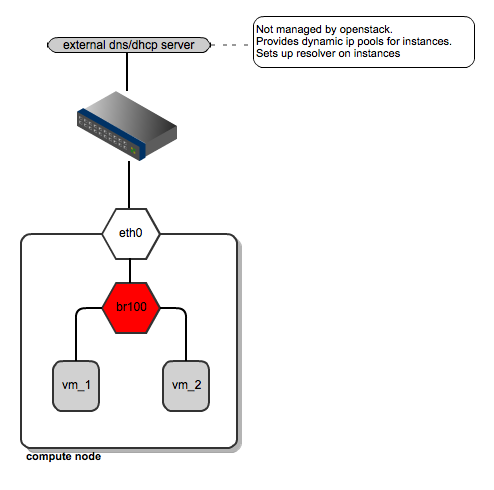 Not managed by openstack.
external dns/dhcp server
Provides dynamic ip pools for instances.
Sets up resolver on instances
eth0
br100
vm_1
vm_2
compute node